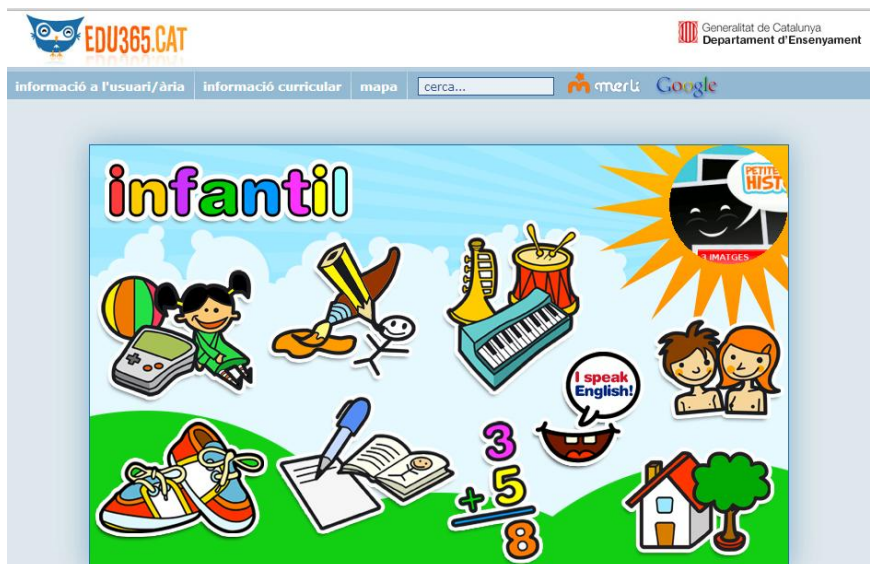 EDU365.CAT
Generalitat de Catalunya
Departament d'Ensenyament
informació a l'usuari/ària
informació curricular
mapa
cerca...
merlí
Google
infantil
PETITE
HIST
3 IMATGES
I speak
English!
3
+ 5
8